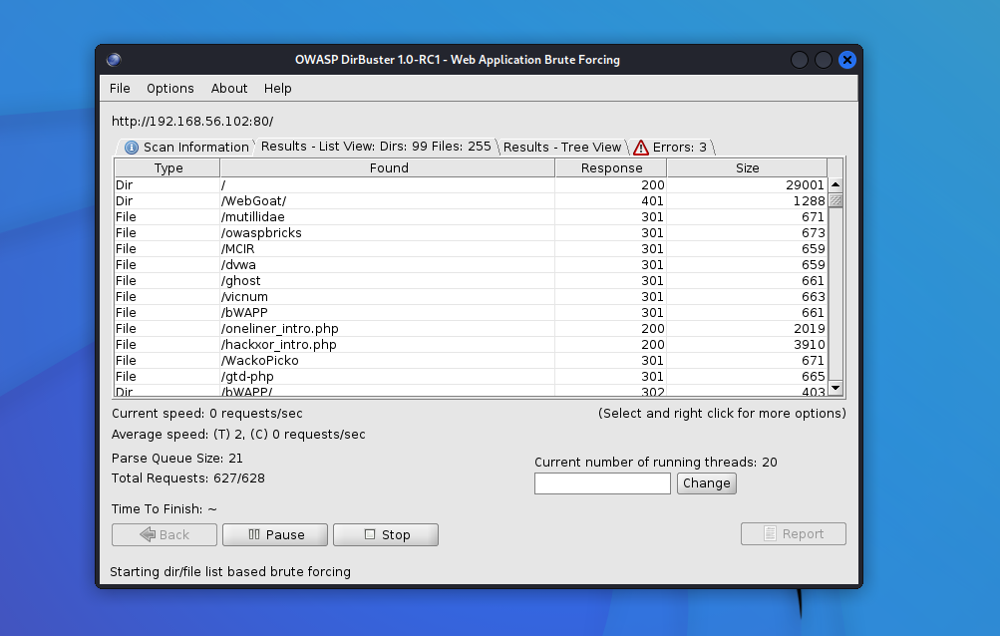 OWASP DirBuster 1.0-RC1 - Web Application Brute Forcing
File Options About Help
http://192.168.56.102:80/
Scan Information Results - List View: Dirs: 99 Files: 255 Results - Tree View Errors: 3
Type Found Response Size
Dir / 200 29001
Dir /WebGoat/ 401 1288
File /mutillidae 301 671
File /owaspbricks 301 673
File /MCIR 301 659
File /dvwa 301 659
File /ghost 301 661
File /vicnum 301 663
File /bWAPP 301 661
File /oneliner_intro.php 200 2019
File /hackxor_intro.php 200 3910
File /WackoPicko 301 671
File /gtd-php 301 665
Dir /bWAPP/ 302 403
Current speed: 0 requests/sec (Select and right click for more options)
Average speed: (T) 2, (C) 0 requests/sec
Parse Queue Size: 21
Current number of running threads: 20
Total Requests: 627/628
Change
Time To Finish: ~
Back Pause Stop Report
Starting dir/file list based brute forcing